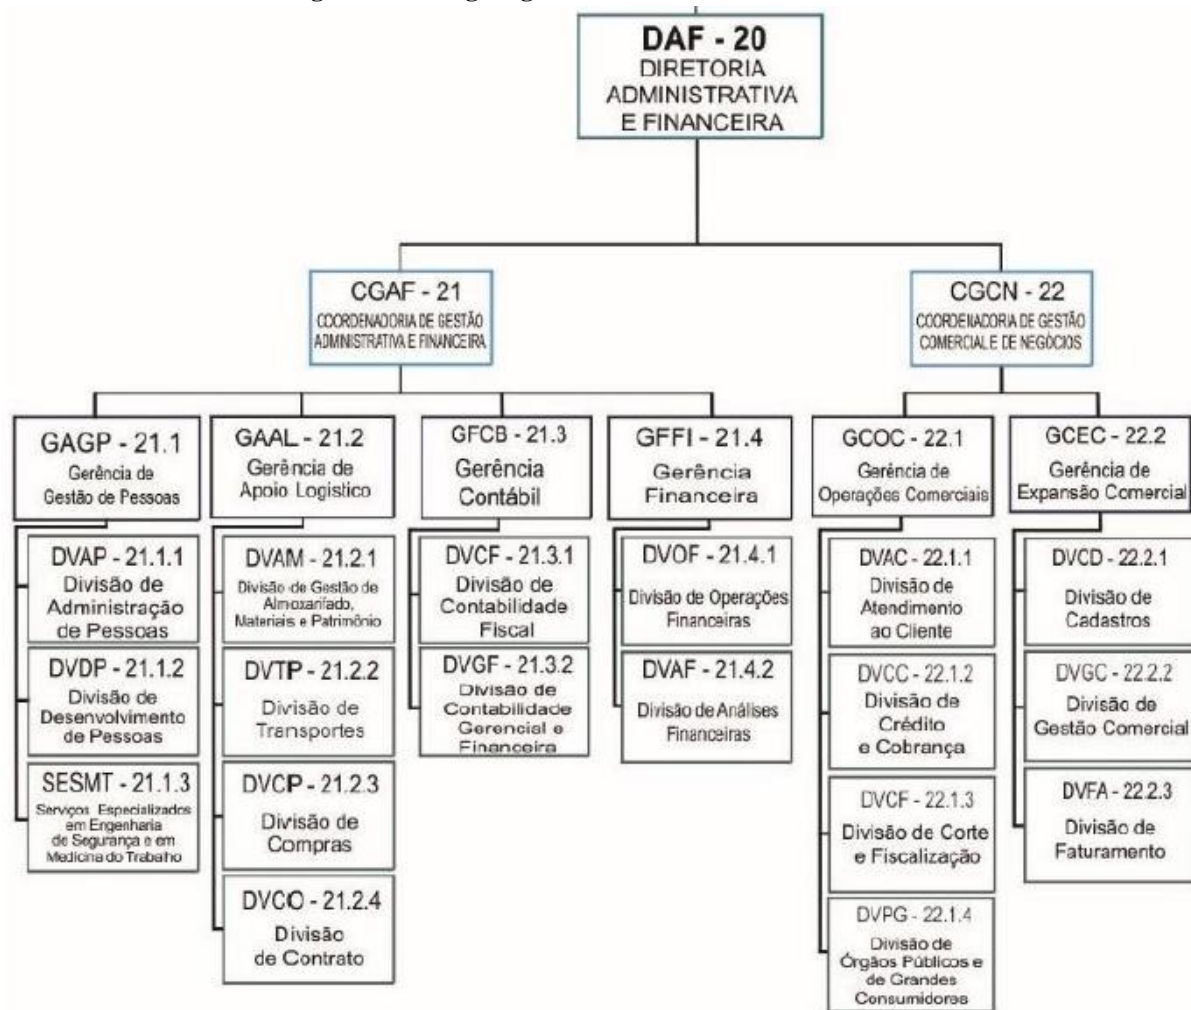 DAF - 20
DIRETORIA
ADMINISTRATIVA
E FINANCEIRA
CGAF - 21
COORDENADORIA DE GESTÃO
ADMINISTRATIVA E FINANCEIRA
CGCN - 22
COORDENADORIA DE GESTÃO
COMERCIAL E DE NEGÓCIOS
GAGP - 21.1
Gerência de
Gestão de Pessoas
GAAL - 21.2
Gerência de
Apoio Logístico
GFCB - 21.3
Gerência
Contábil
GFFI - 21.4
Gerência
Financeira
GCOC - 22.1
Gerência de
Operações Comerciais
GCEC - 22.2
Gerência de
Expansão Comercial
DVAP - 21.1.1
Divisão de
Administração
de Pessoas
DVDP - 21.1.2
Divisão de
Desenvolvimento
de Pessoas
SESMT - 21.1.3
Serviços Especializados
em Engenharia
de Segurança e em
Medicina do Trabalho
DVAM - 21.2.1
Divisão de Gestão de
Almoxarifado,
Materiais e Patrimônio
DVTP - 21.2.2
Divisão de
Transportes
DVCP - 21.2.3
Divisão de
Compras
DVCO - 21.2.4
Divisão
de Contrato
DVCF - 21.3.1
Divisão de
Contabilidade
Fiscal
DVGF - 21.3.2
Divisão de
Contabilidade
Gerencial e
Financeira
DVOF - 21.4.1
Divisão de Operações
Financeiras
DVAF - 21.4.2
Divisão de Análises
Financeiras
DVAC - 22.1.1
Divisão de
Atendimento
ao Cliente
DVCC - 22.1.2
Divisão de
Crédito
e Cobrança
DVCF - 22.1.3
Divisão de Corte
e Fiscalização
DVPG - 22.1.4
Divisão de
Órgãos Públicos e
de Grandes
Consumidores
DVCD - 22.2.1
Divisão de
Cadastros
DVGC - 22.2.2
Divisão de
Gestão Comercial
DVFA - 22.2.3
Divisão de
Faturamento